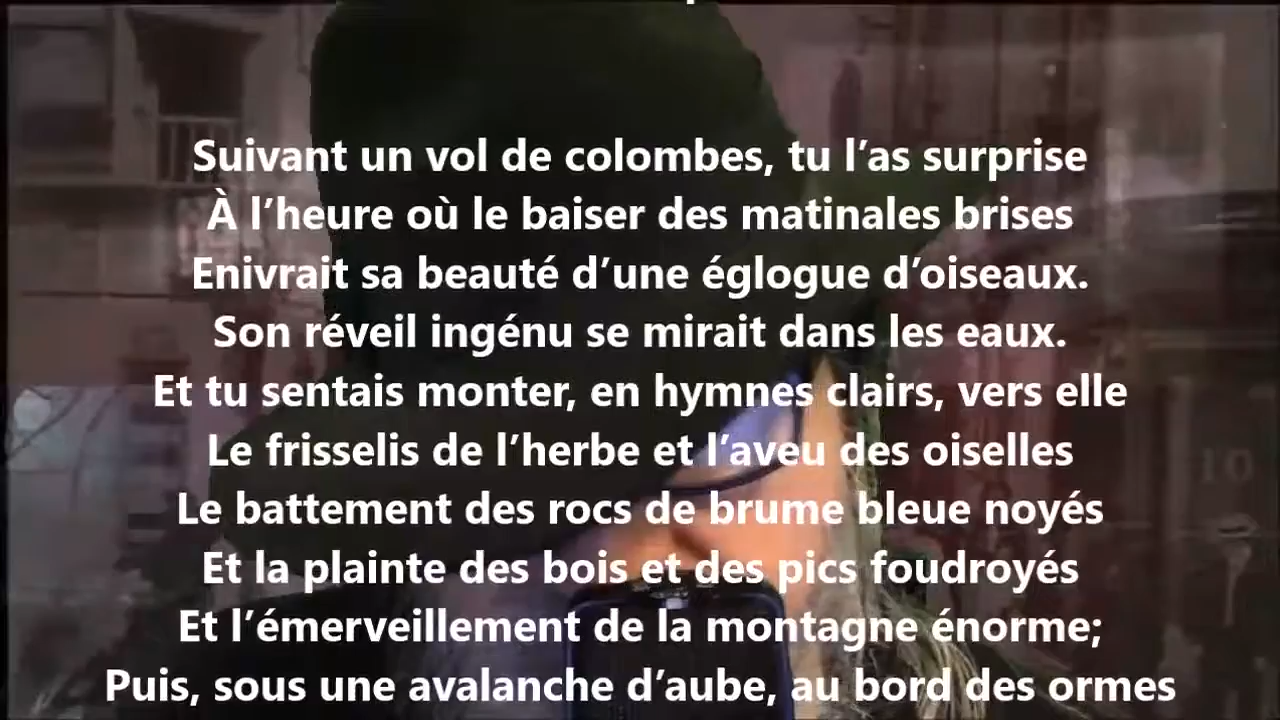 Suivant un vol de colombes, tu l’as surprise
À l’heure où le baiser des matinales brises
Enivrait sa beauté d’une églogue d’oiseaux.
Son réveil ingénu se mirait dans les eaux.
Et tu sentais monter, en hymnes clairs, vers elle
Le frisselis de l’herbe et l’aveu des oiselles
Le battement des rocs de brume bleue noyés
Et la plainte des bois et des pics foudroyés
Et l’émerveillement de la montagne énorme;
Puis, sous une avalanche d’aube, au bord des ormes
10